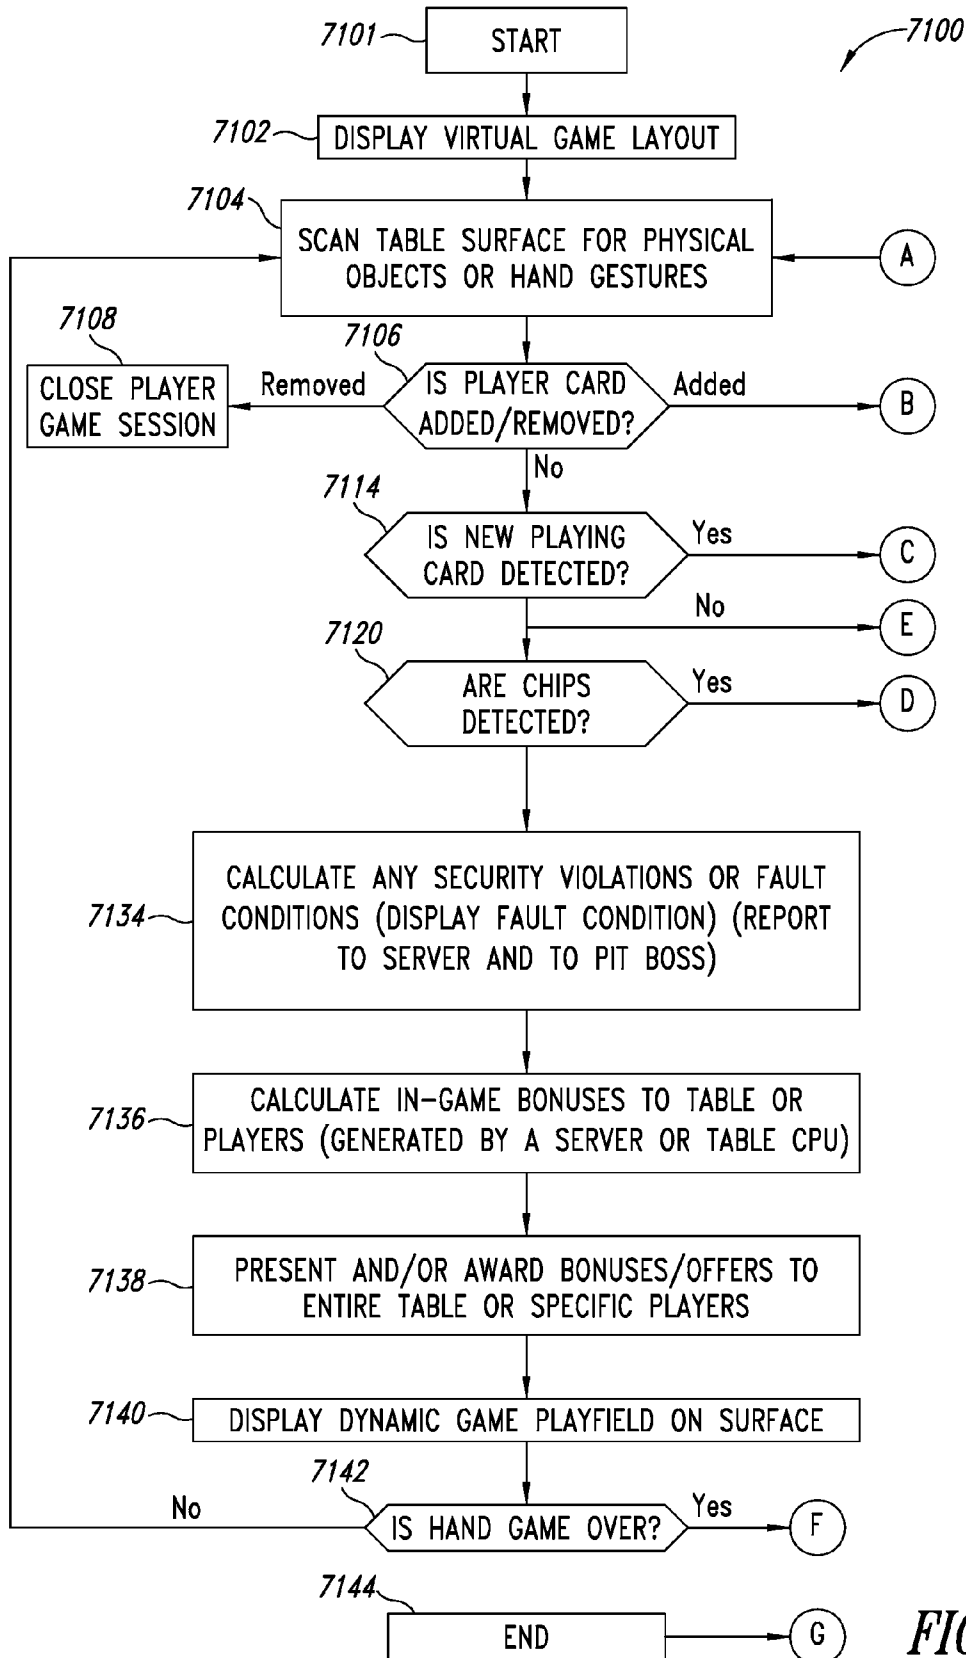 7101
START
7100
7102
DISPLAY VIRTUAL GAME LAYOUT
7104
SCAN TABLE SURFACE FOR PHYSICAL
OBJECTS OR HAND GESTURES
A
7108
CLOSE PLAYER
GAME SESSION
Removed
7106
IS PLAYER CARD
ADDED/REMOVED?
Added
B
No
7114
IS NEW PLAYING
CARD DETECTED?
Yes
C
No
E
7120
ARE CHIPS
DETECTED?
Yes
D
7134
CALCULATE ANY SECURITY VIOLATIONS OR FAULT
CONDITIONS (DISPLAY FAULT CONDITION) (REPORT
TO SERVER AND TO PIT BOSS)
7136
CALCULATE IN-GAME BONUSES TO TABLE OR
PLAYERS (GENERATED BY A SERVER OR TABLE CPU)
7138
PRESENT AND/OR AWARD BONUSES/OFFERS TO
ENTIRE TABLE OR SPECIFIC PLAYERS
7140
DISPLAY DYNAMIC GAME PLAYFIELD ON SURFACE
7142
No
IS HAND GAME OVER?
Yes
F
7144
END
G